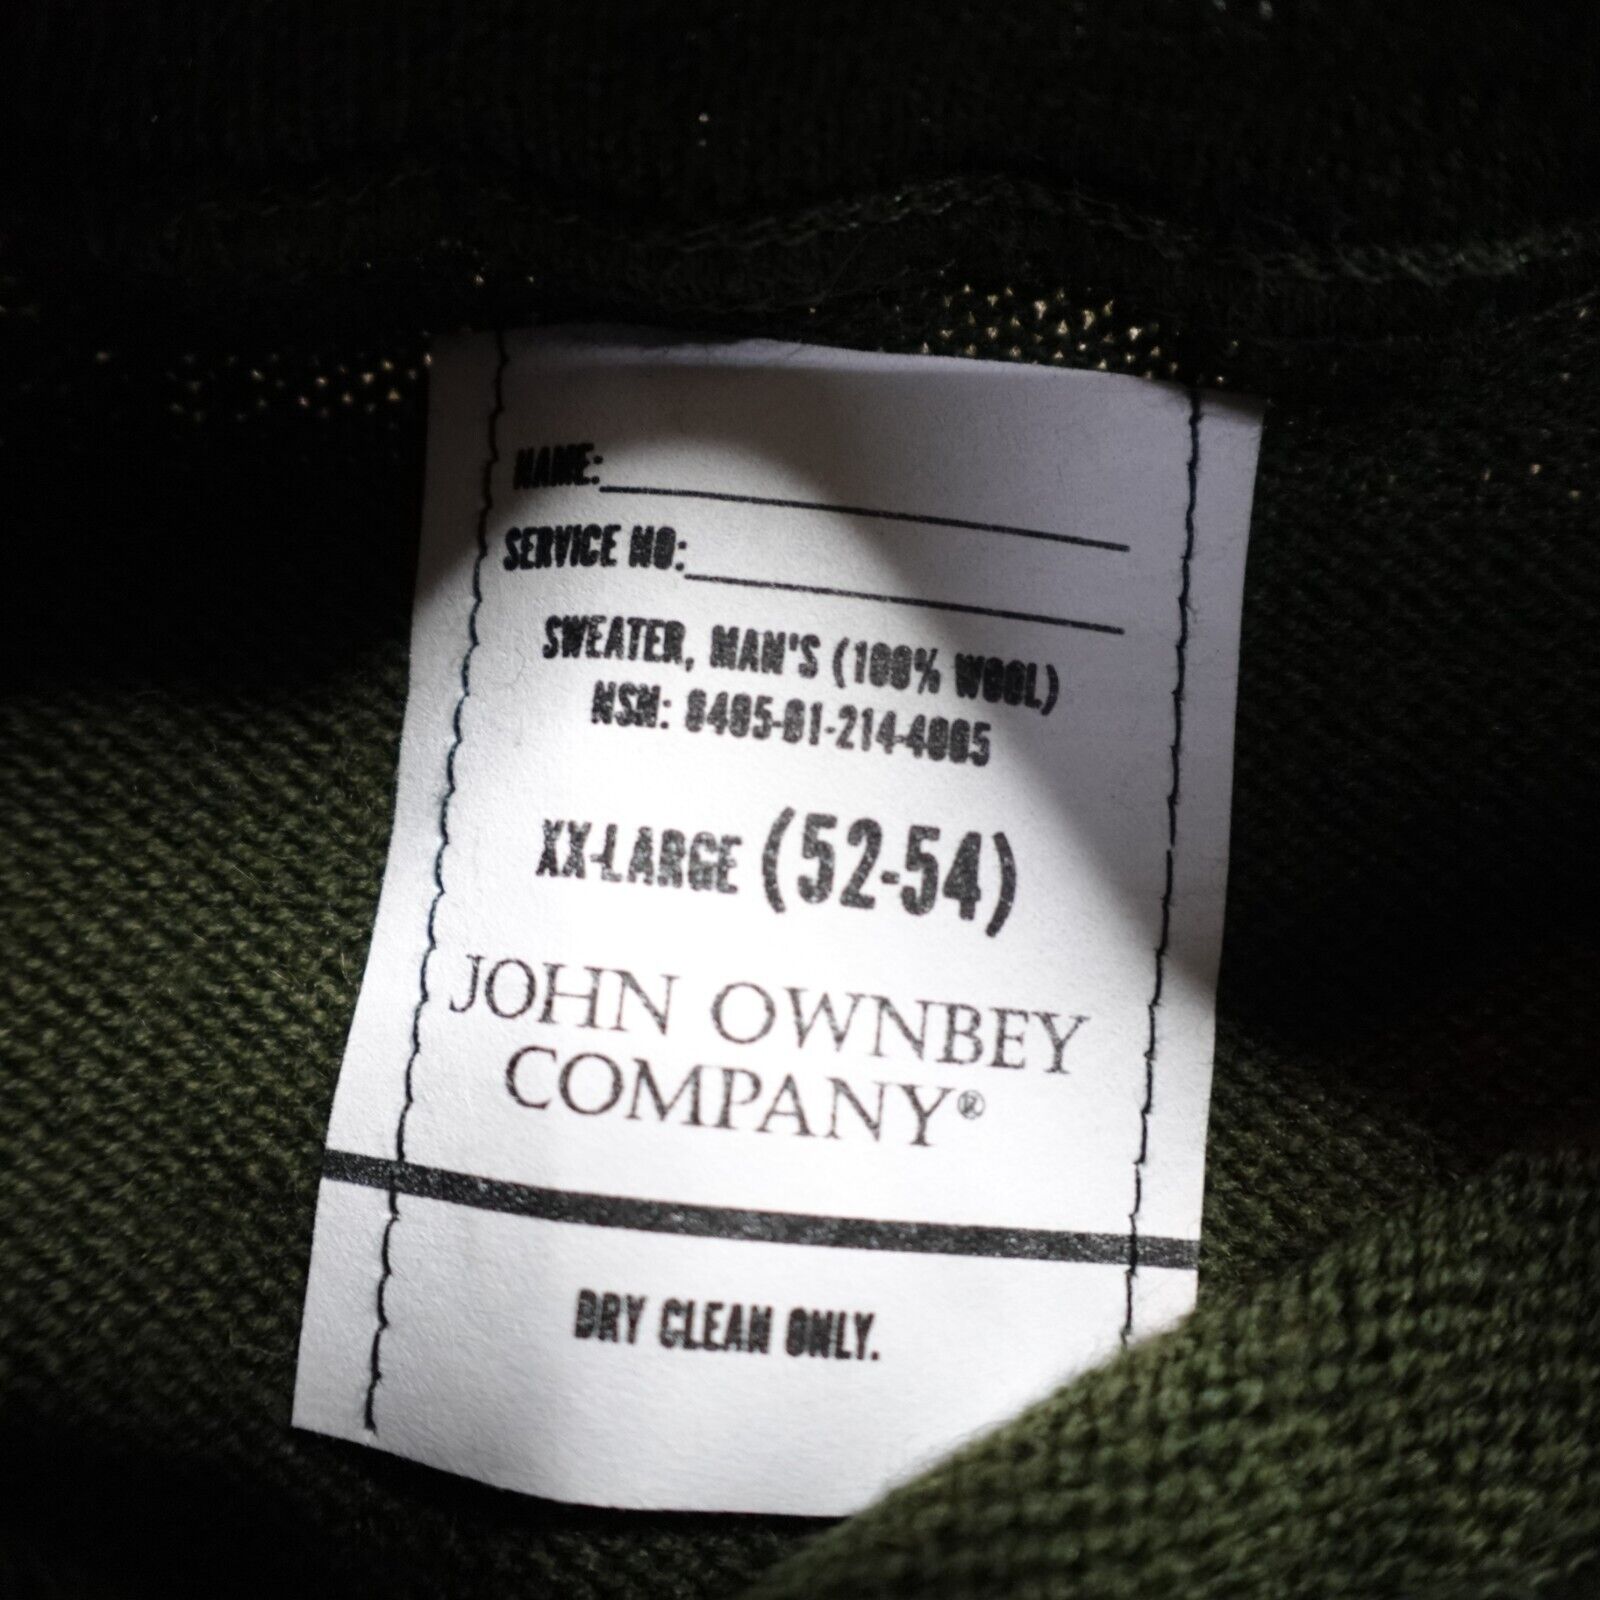 NAME:
SERVICE NO:
SWEATER, MAN'S (100% WOOL)
NSN: 8405-01-214-4005
XX-LARGE (52-54)
JOHN OWNBEY
COMPANY®
DRY CLEAN ONLY.